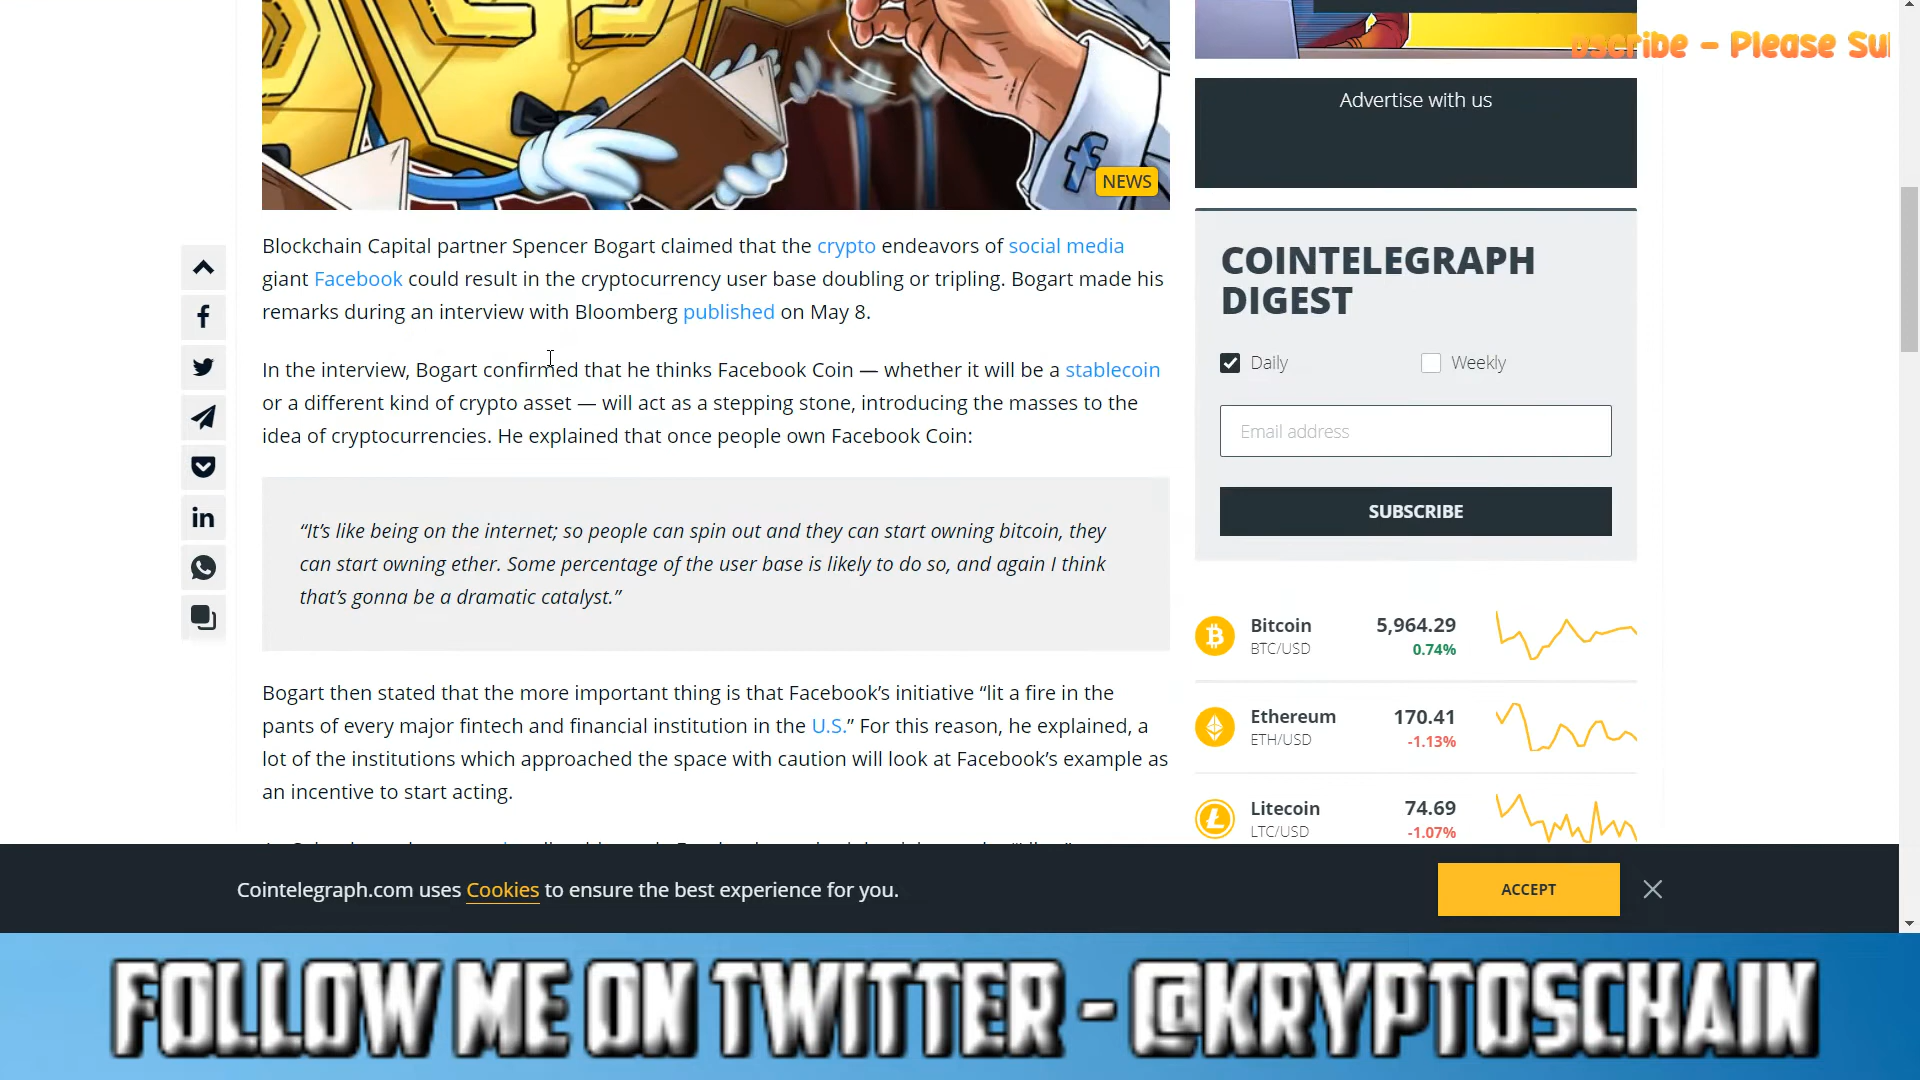 bscribe - Please Su
Advertise with us
NEWS
Blockchain Capital partner Spencer Bogart claimed that the crypto endeavors of social media
giant Facebook could result in the cryptocurrency user base doubling or tripling. Bogart made his
remarks during an interview with Bloomberg published on May 8.
In the interview, Bogart confirmed that he thinks Facebook Coin — whether it will be a stablecoin
or a different kind of crypto asset — will act as a stepping stone, introducing the masses to the
idea of cryptocurrencies. He explained that once people own Facebook Coin:
“It’s like being on the internet; so people can spin out and they can start owning bitcoin, they
can start owning ether. Some percentage of the user base is likely to do so, and again I think
that’s gonna be a dramatic catalyst.”
Bogart then stated that the more important thing is that Facebook’s initiative “lit a fire in the
pants of every major fintech and financial institution in the U.S.” For this reason, he explained, a
lot of the institutions which approached the space with caution will look at Facebook’s example as
an incentive to start acting.
COINTELEGRAPH
DIGEST
Daily
Weekly
Email address
SUBSCRIBE
Bitcoin 5,964.29
BTC/USD 0.74%
Ethereum 170.41
ETH/USD -1.13%
Litecoin 74.69
LTC/USD -1.07%
Cointelegraph.com uses Cookies to ensure the best experience for you.
ACCEPT
FOLLOW ME ON TWITTER - @KRYPTOSCHAIN